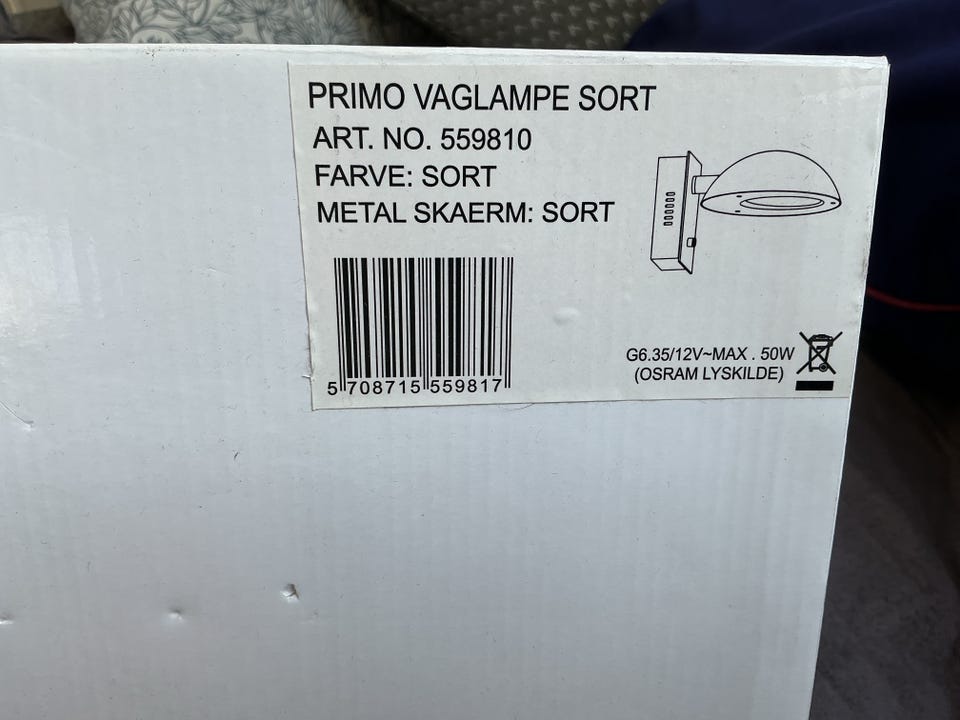 PRIMO VAGLAMPE SORT
ART. NO. 559810
FARVE: SORT
METAL SKAERM: SORT
5 708715 559817
G6.35/12V~MAX . 50W
(OSRAM LYSKILDE)